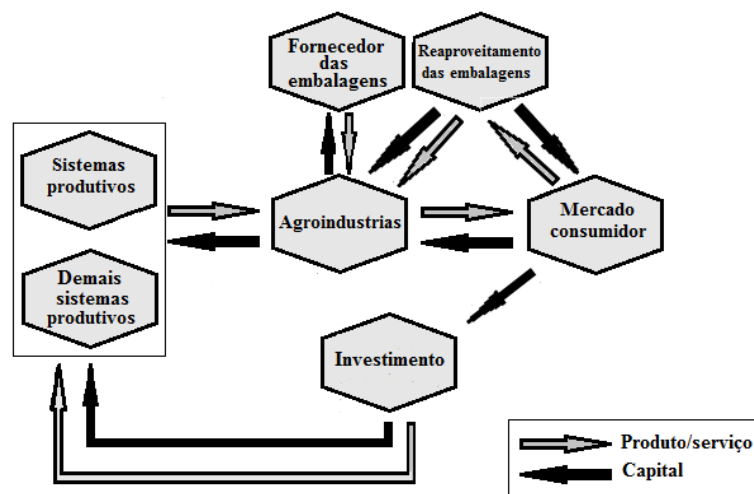 Fornecedor
das
embalagens
Reaproveitamento
das embalagens
Sistemas
produtivos
Agroindustrias
Mercado
consumidor
Demais
sistemas
produtivos
Investimento
Produto/serviço
Capital